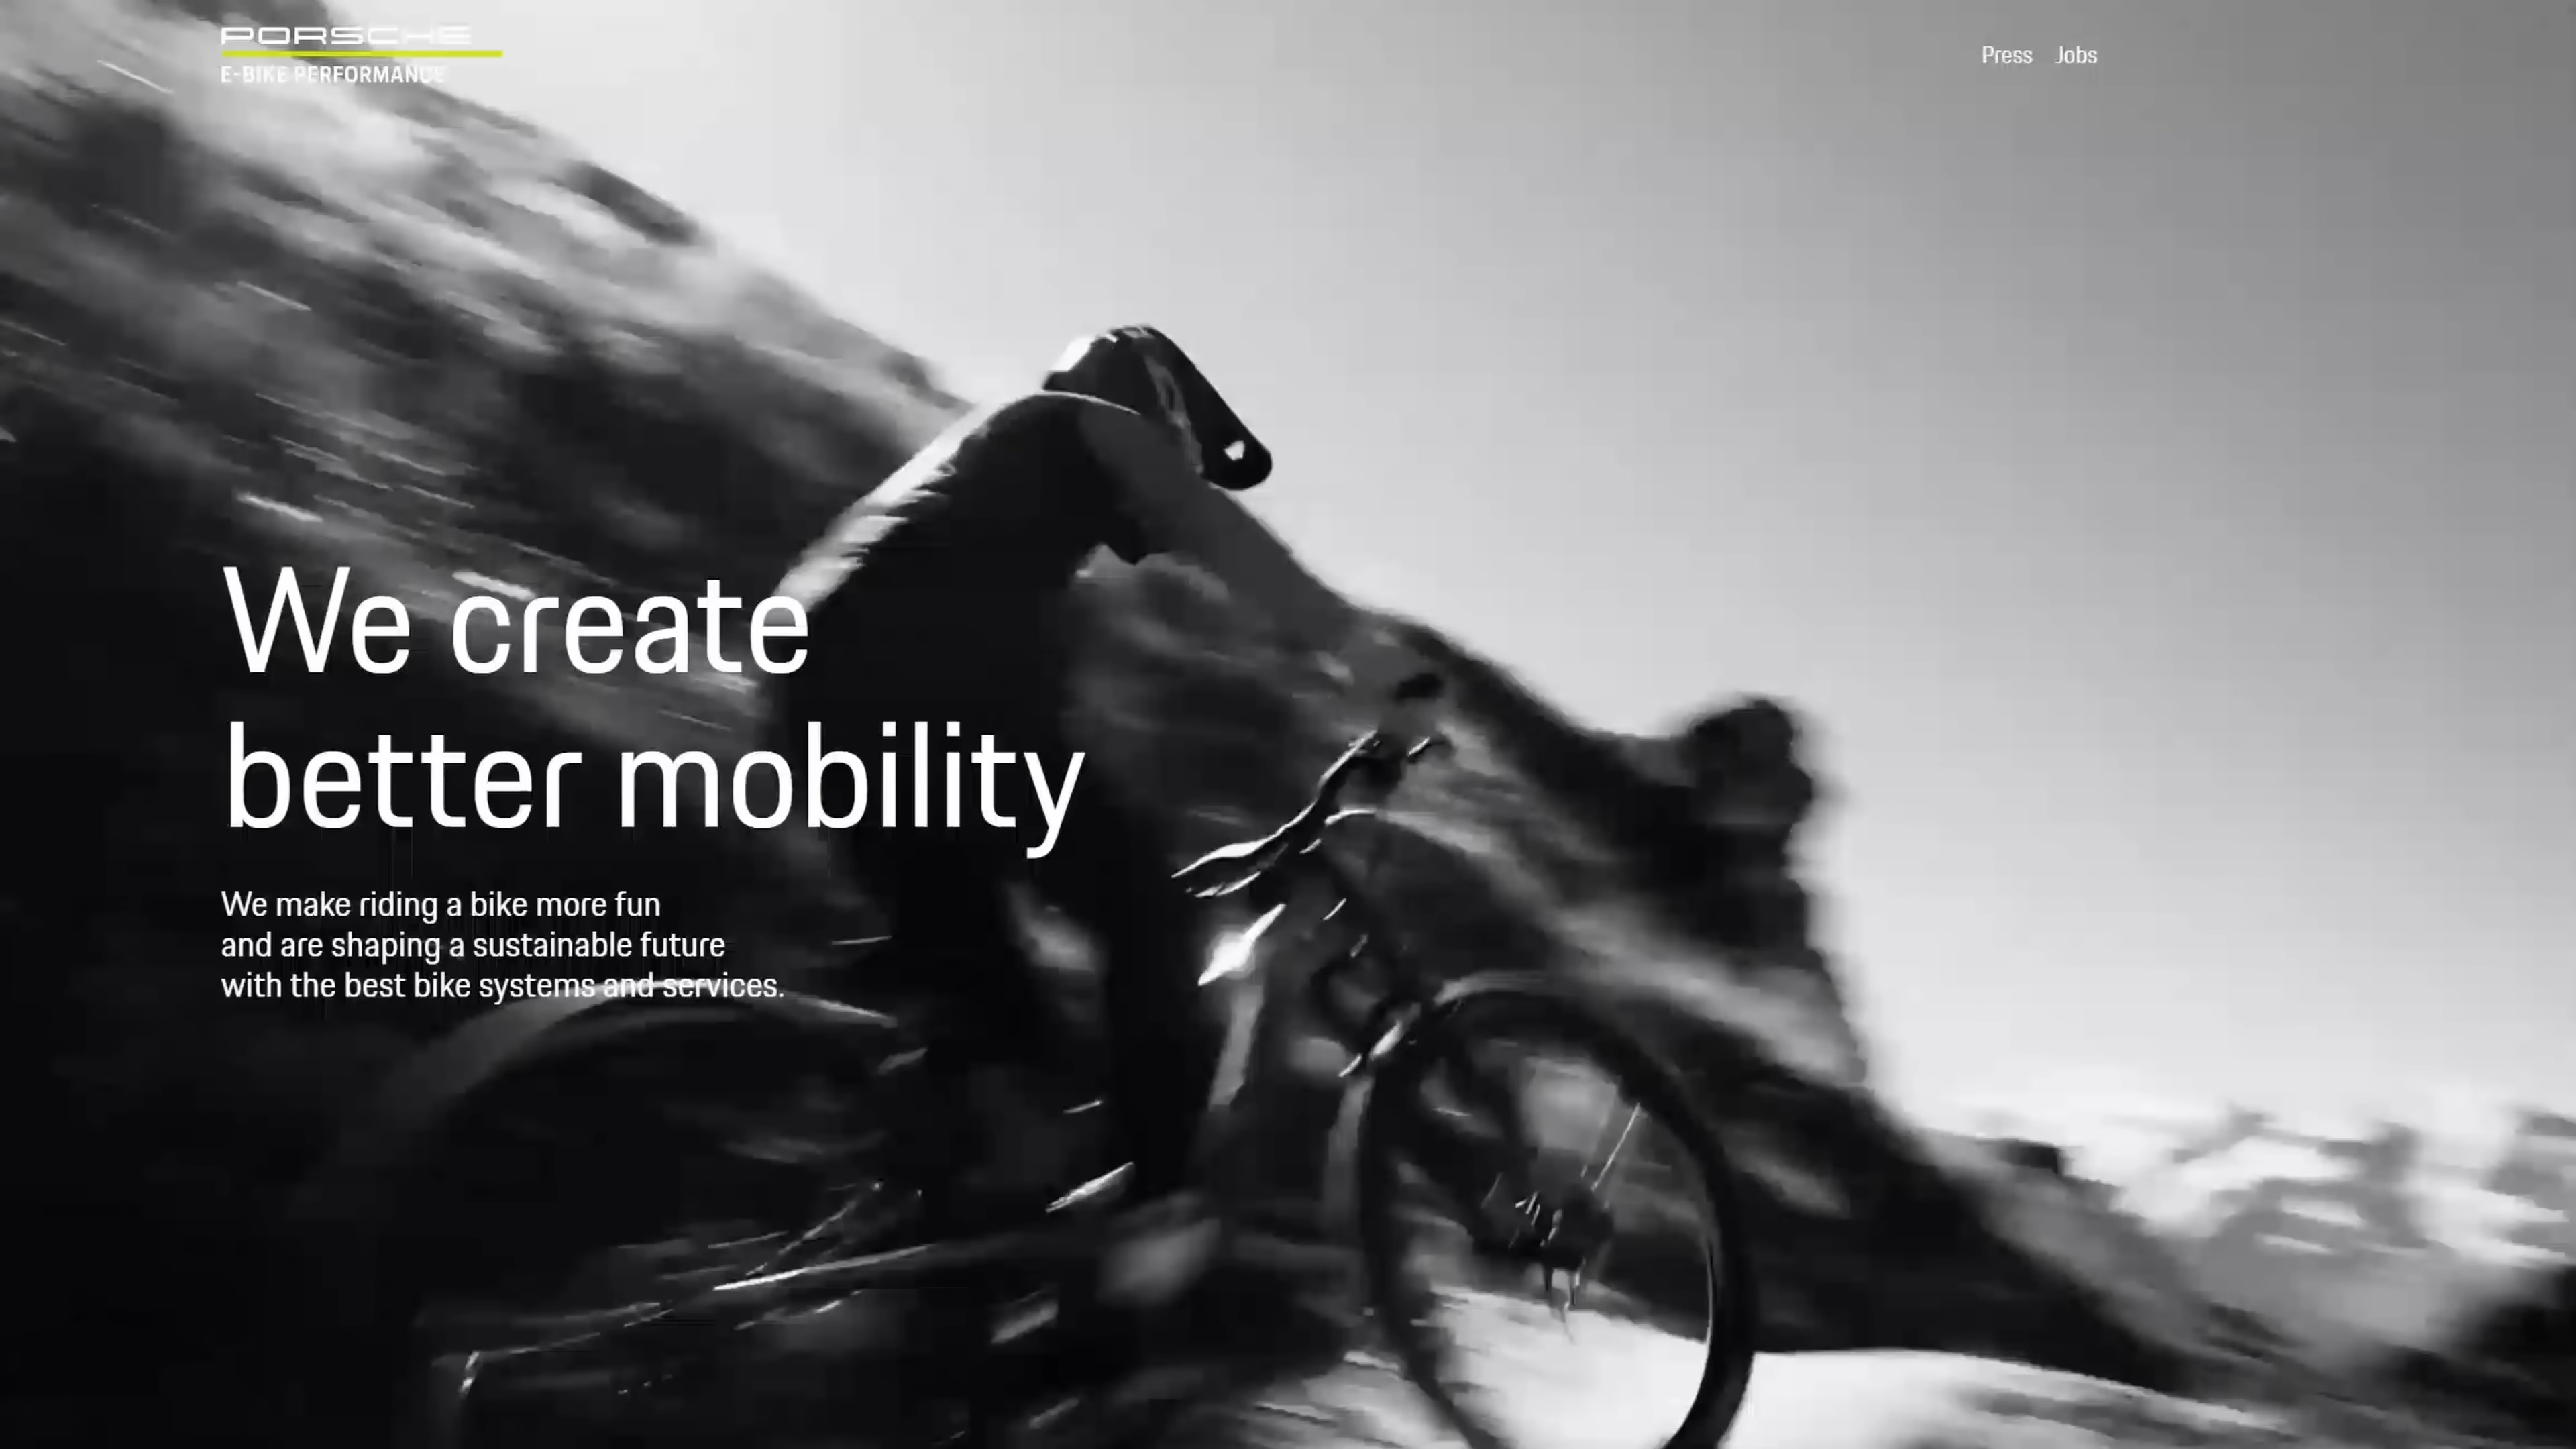 PORSCHE
E-BIKE PERFORMANCE
Press Jobs
We create
better mobility
We make riding a bike more fun
and are shaping a sustainable future
with the best bike systems and services.